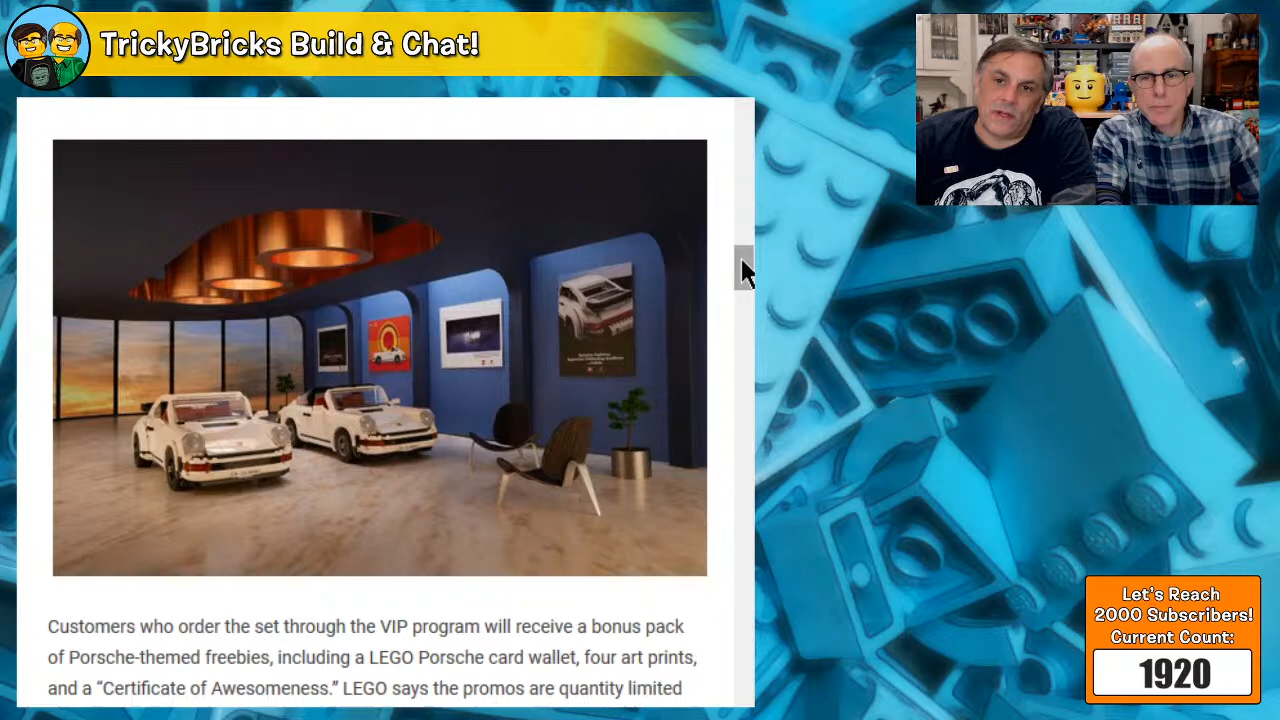 TrickyBricks Build & Chat!
Customers who order the set through the VIP program will receive a bonus pack
of Porsche-themed freebies, including a LEGO Porsche card wallet, four art prints,
and a “Certificate of Awesomeness.” LEGO says the promos are quantity limited
Let's Reach
2000 Subscribers!
Current Count:
1920